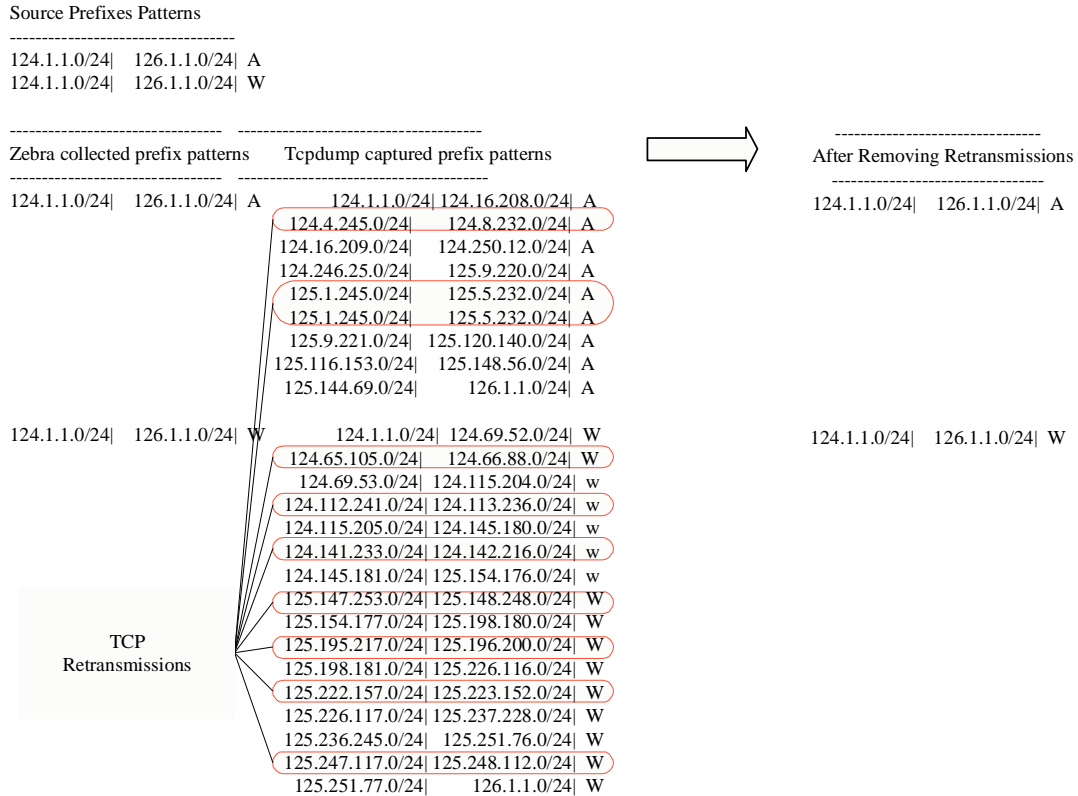 Source Prefixes Patterns
-----------------------------------
124.1.1.0/24| 126.1.1.0/24| A
124.1.1.0/24| 126.1.1.0/24| W
--------------------------------- --------------------------------------
Zebra collected prefix patterns Tcpdump captured prefix patterns
--------------------------------- ---------------------------------------
124.1.1.0/24| 126.1.1.0/24| A
124.1.1.0/24| 124.16.208.0/24| A
124.4.245.0/24| 124.8.232.0/24| A
124.16.209.0/24| 124.250.12.0/24| A
124.246.25.0/24| 125.9.220.0/24| A
125.1.245.0/24| 125.5.232.0/24| A
125.1.245.0/24| 125.5.232.0/24| A
125.9.221.0/24| 125.120.140.0/24| A
125.116.153.0/24| 125.148.56.0/24| A
125.144.69.0/24| 126.1.1.0/24| A
124.1.1.0/24| 126.1.1.0/24| W
124.1.1.0/24| 124.69.52.0/24| W
124.65.105.0/24| 124.66.88.0/24| W
124.69.53.0/24| 124.115.204.0/24| w
124.112.241.0/24| 124.113.236.0/24| w
124.115.205.0/24| 124.145.180.0/24| w
124.141.233.0/24| 124.142.216.0/24| w
124.145.181.0/24| 125.154.176.0/24| w
125.147.253.0/24| 125.148.248.0/24| W
125.154.177.0/24| 125.198.180.0/24| W
125.195.217.0/24| 125.196.200.0/24| W
125.198.181.0/24| 125.226.116.0/24| W
125.222.157.0/24| 125.223.152.0/24| W
125.226.117.0/24| 125.237.228.0/24| W
125.236.245.0/24| 125.251.76.0/24| W
125.247.117.0/24| 125.248.112.0/24| W
125.251.77.0/24| 126.1.1.0/24| W
TCP
Retransmissions
--------------------------------
After Removing Retransmissions
---------------------------------
124.1.1.0/24| 126.1.1.0/24| A
124.1.1.0/24| 126.1.1.0/24| W